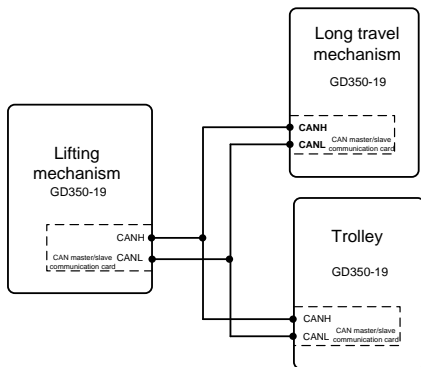 Long travel
mechanism
GD350-19
CANH
CANL
CAN master/slave
communication card
Lifting
mechanism
GD350-19
CANH
CANL
CAN master/slave
communication card
Trolley
GD350-19
CANH
CANL
CAN master/slave
communication card